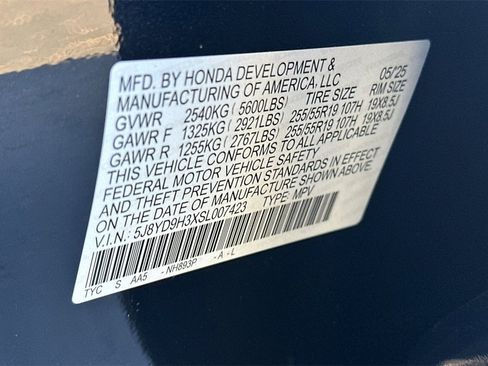 MFD. BY HONDA DEVELOPMENT & 05/25
MANUFACTURING OF AMERICA, LLC
GVWR 2540KG(5600LBS) TIRE SIZE RIM SIZE
GAWR F 1325KG(2921LBS) 255/55R19 107H 19X8.5J
GAWR R 1255KG(2767LBS) 255/55R19 107H 19X8.5J
THIS VEHICLE CONFORMS TO ALL APPLICABLE
FEDERAL MOTOR VEHICLE SAFETY
AND THEFT PREVENTION STANDARDS IN EFFECT
ON THE DATE OF MANUFACTURE SHOWN ABOVE.
V.I.N.: 5J8YD9H3XSL007423 TYPE: MPV
TYC S AA5 -NH893P -A-L